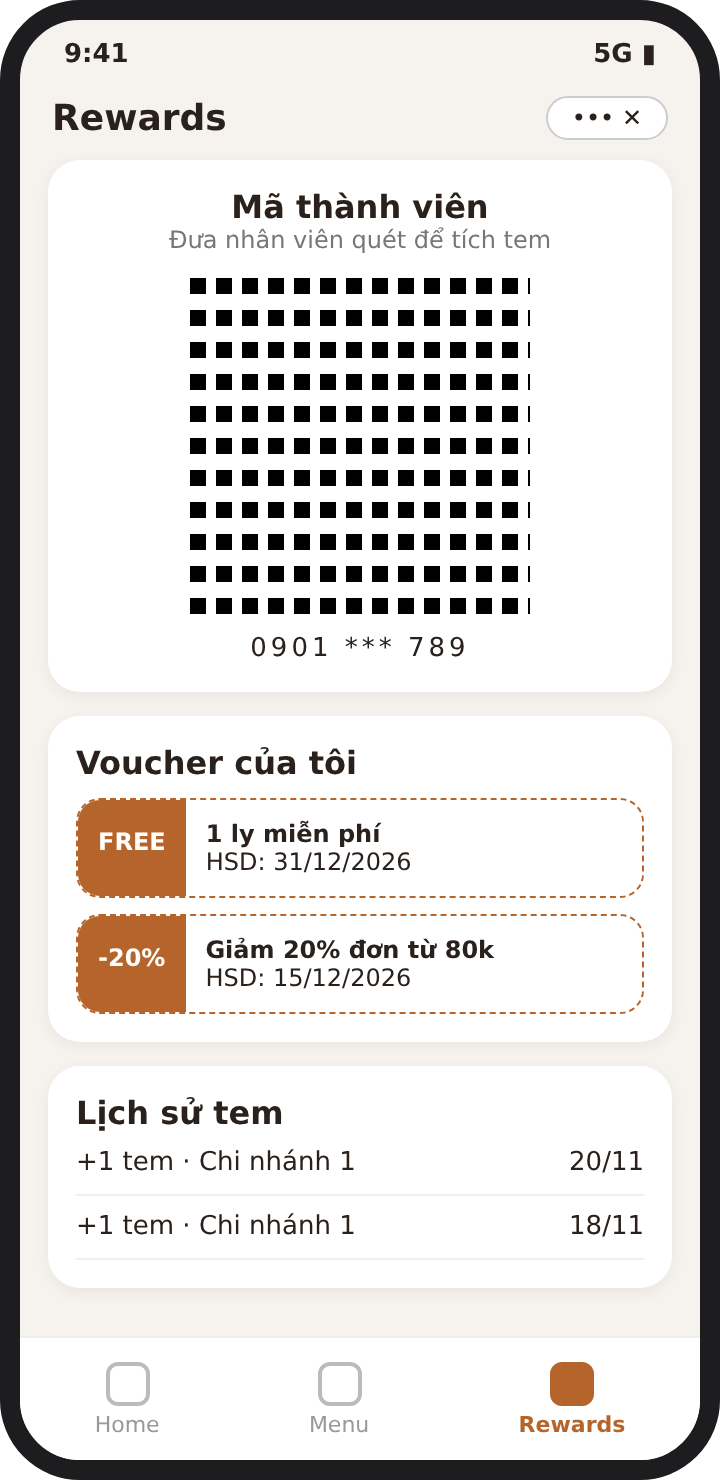 9:41 5G
Rewards ••• ✕
Mã thành viên
Đưa nhân viên quét để tích tem
0901 *** 789
Voucher của tôi
FREE
1 ly miễn phí
HSD: 31/12/2026
-20%
Giảm 20% đơn từ 80k
HSD: 15/12/2026
Lịch sử tem
+1 tem · Chi nhánh 1 20/11
+1 tem · Chi nhánh 1 18/11
Home Menu Rewards